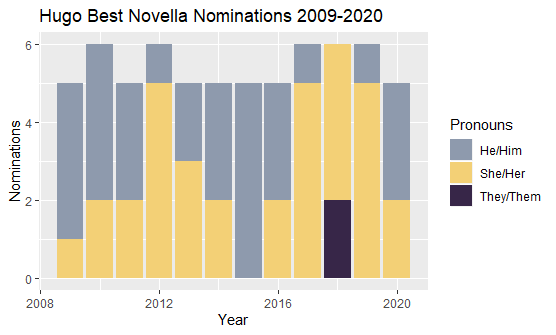 Hugo Best Novella Nominations 2009-2020
6
4
2
0
Nominations
2008
2012
2016
2020
Year
Pronouns
He/Him
She/Her
They/Them